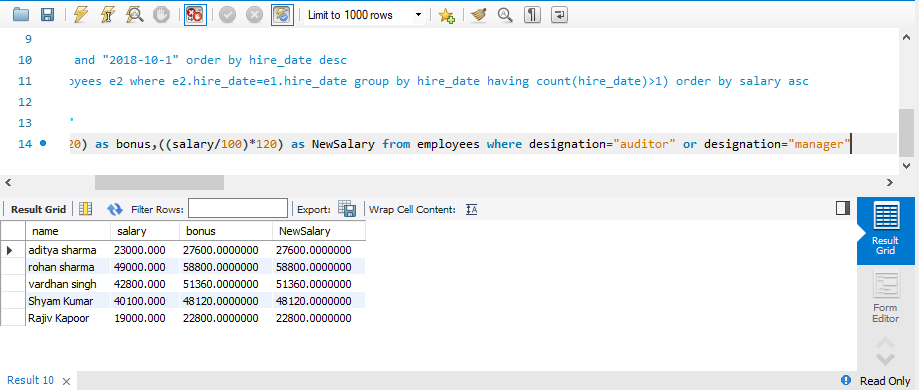 Limit to 1000 rows
9
10 and "2018-10-1" order by hire_date desc
11 oyees e2 where e2.hire_date=e1.hire_date group by hire_date having count(hire_date)>1) order by salary asc
12
13 "
14 20) as bonus,((salary/100)*120) as NewSalary from employees where designation="auditor" or designation="manager"
Result Grid Filter Rows: Export: Wrap Cell Content:
name salary bonus NewSalary
aditya sharma 23000.000 27600.0000000 27600.0000000
rohan sharma 49000.000 58800.0000000 58800.0000000
vardhan singh 42800.000 51360.0000000 51360.0000000
Shyam Kumar 40100.000 48120.0000000 48120.0000000
Rajiv Kapoor 19000.000 22800.0000000 22800.0000000
Result
Grid
Form
Editor
Result 10 Read Only